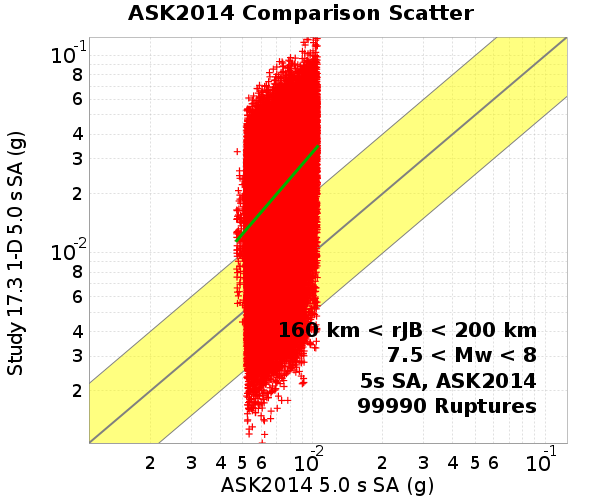 ASK2014 Comparison Scatter
Study 17.3 1-D 5.0 s SA (g)
10-1
8
6
4
3
2
10-2
8
6
4
3
2
160 km < rJB < 200 km
7.5 < Mw < 8
5s SA, ASK2014
99990 Ruptures
2 3 4 5 6 10-2 2 3 4 5 6 10-1
ASK2014 5.0 s SA (g)